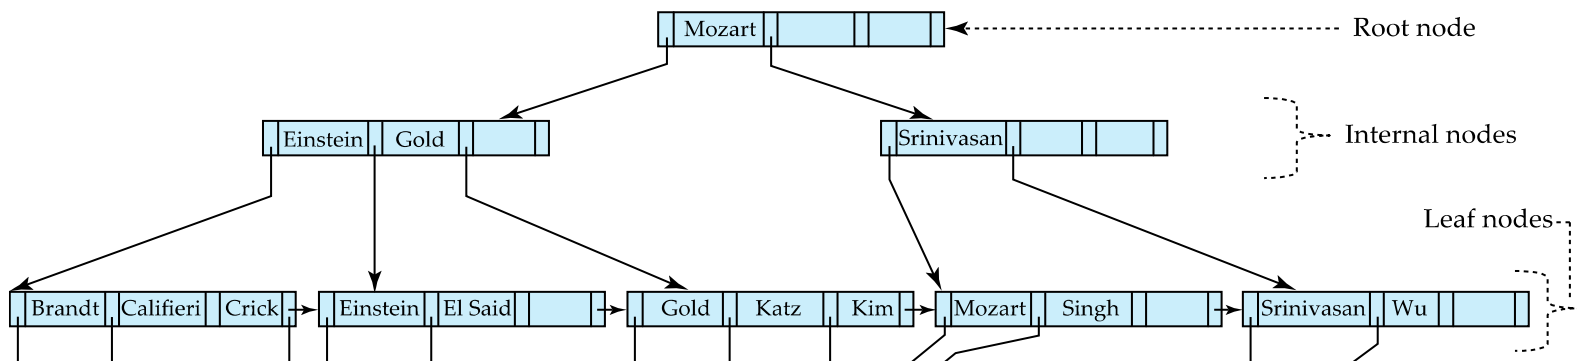 Mozart
Root node
Einstein Gold
Srinivasan
Internal nodes
Leaf nodes
Brandt Califieri Crick
Einstein El Said
Gold Katz Kim
Mozart Singh
Srinivasan Wu